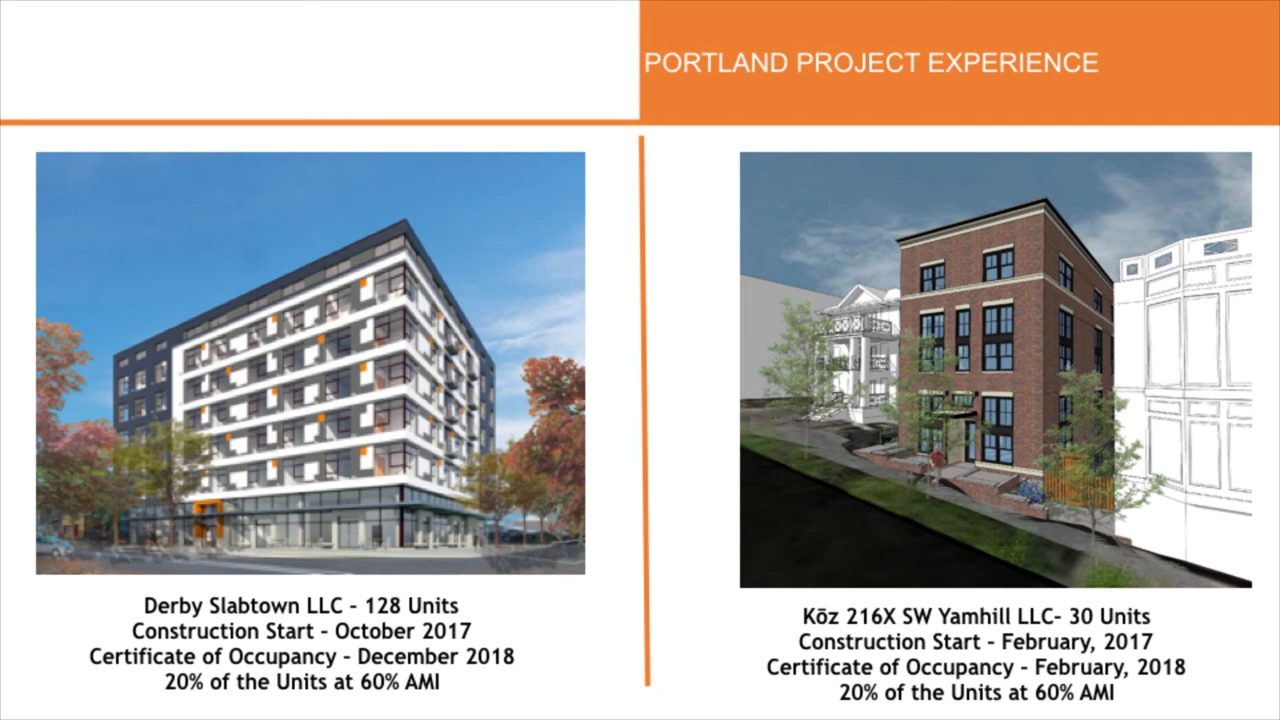 PORTLAND PROJECT EXPERIENCE
Derby Slabtown LLC – 128 Units
Construction Start – October 2017
Certificate of Occupancy – December 2018
20% of the Units at 60% AMI
Kōz 216X SW Yamhill LLC– 30 Units
Construction Start – February, 2017
Certificate of Occupancy – February, 2018
20% of the Units at 60% AMI